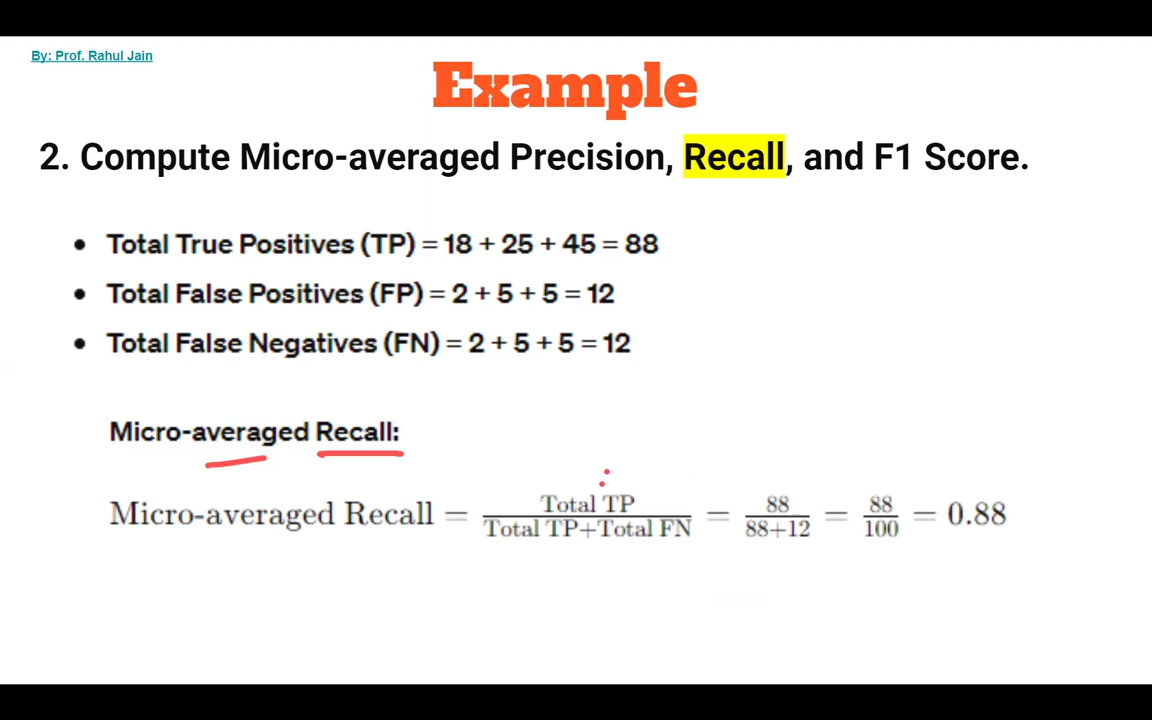 By: Prof. Rahul Jain
Example
2. Compute Micro-averaged Precision, Recall, and F1 Score.
• Total True Positives (TP) = 18 + 25 + 45 = 88
• Total False Positives (FP) = 2 + 5 + 5 = 12
• Total False Negatives (FN) = 2 + 5 + 5 = 12
Micro-averaged Recall:
Micro-averaged Recall = Total TP / Total TP+Total FN = 88 / 88+12 = 88 / 100 = 0.88